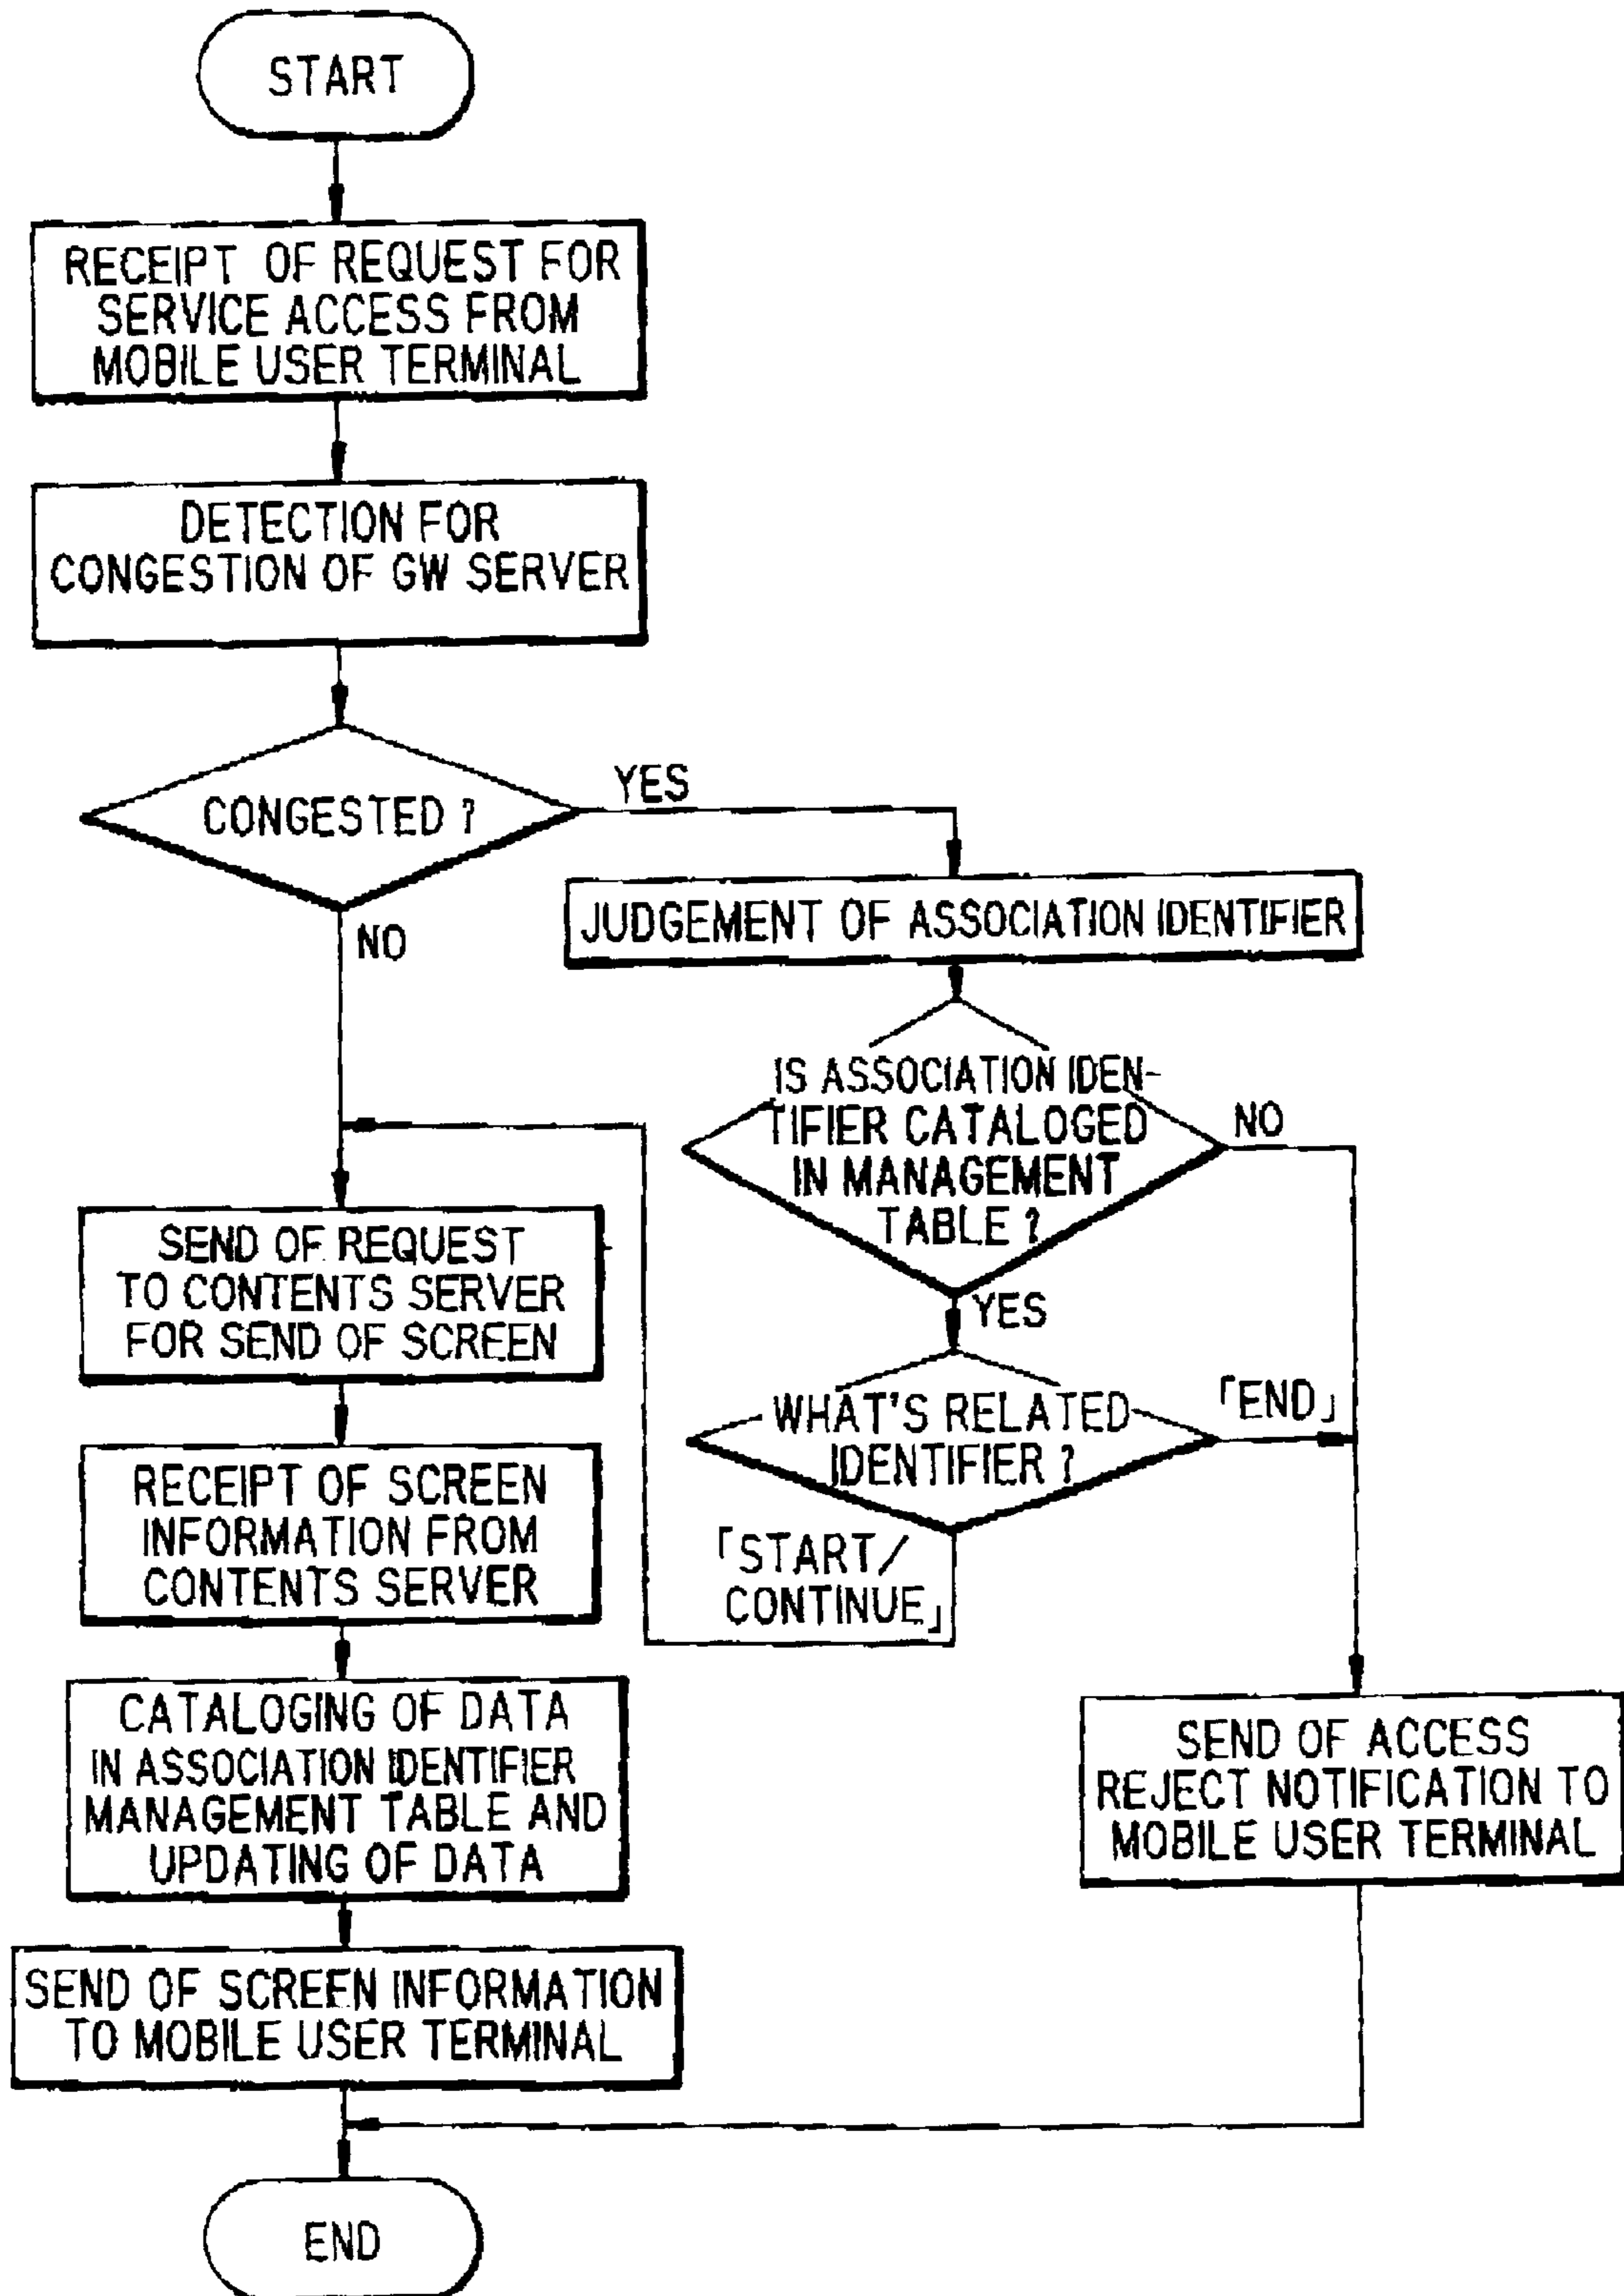 START
RECEIPT OF REQUEST FOR
SERVICE ACCESS FROM
MOBILE USER TERMINAL
DETECTION FOR
CONGESTION OF GW SERVER
CONGESTED ?
YES
NO
JUDGEMENT OF ASSOCIATION IDENTIFIER
IS ASSOCIATION IDEN-
TIFIER CATALOGED
IN MANAGEMENT
TABLE ?
NO
YES
WHAT'S RELATED
IDENTIFIER ?
「END」
「START/
CONTINUE」
SEND OF REQUEST
TO CONTENTS SERVER
FOR SEND OF SCREEN
RECEIPT OF SCREEN
INFORMATION FROM
CONTENTS SERVER
CATALOGING OF DATA
IN ASSOCIATION IDENTIFIER
MANAGEMENT TABLE AND
UPDATING OF DATA
SEND OF ACCESS
REJECT NOTIFICATION TO
MOBILE USER TERMINAL
SEND OF SCREEN INFORMATION
TO MOBILE USER TERMINAL
END